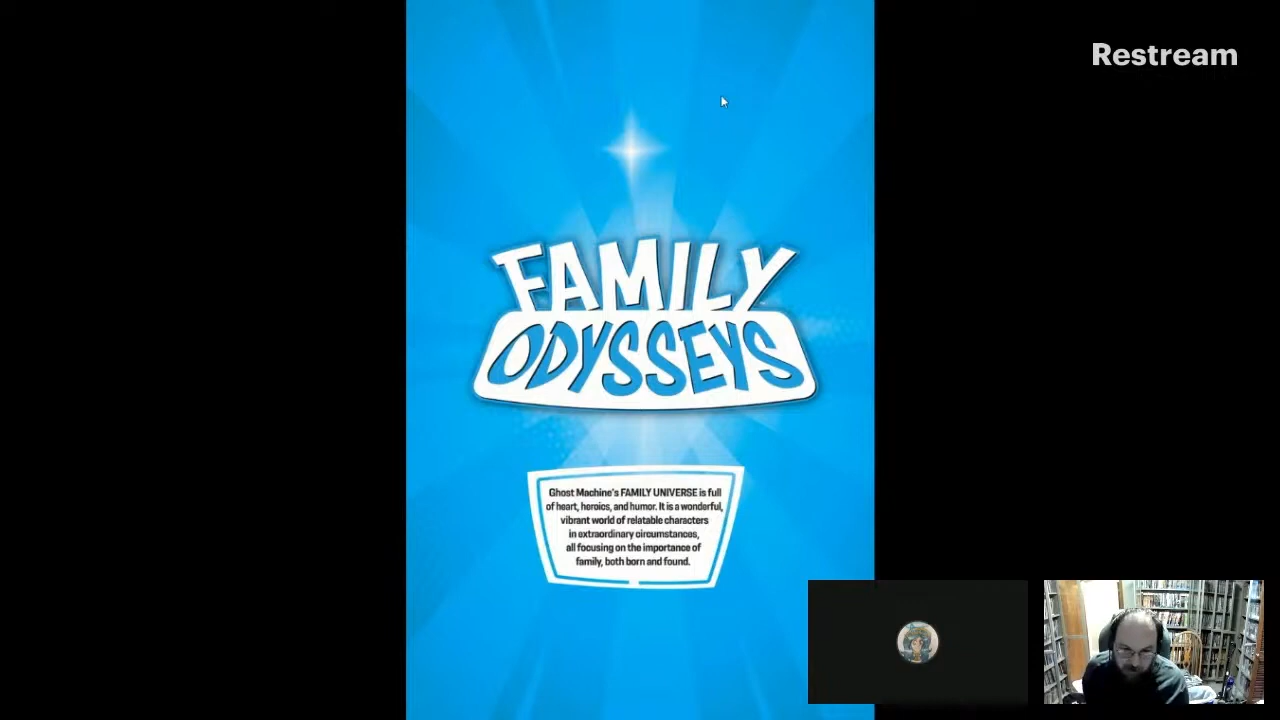 Restream
FAMILY
ODYSSEYS
Ghost Machine's FAMILY UNIVERSE is full
of heart, heroics, and humor. It is a wonderful,
vibrant world of relatable characters
in extraordinary circumstances,
all focusing on the importance of
family, both born and found.